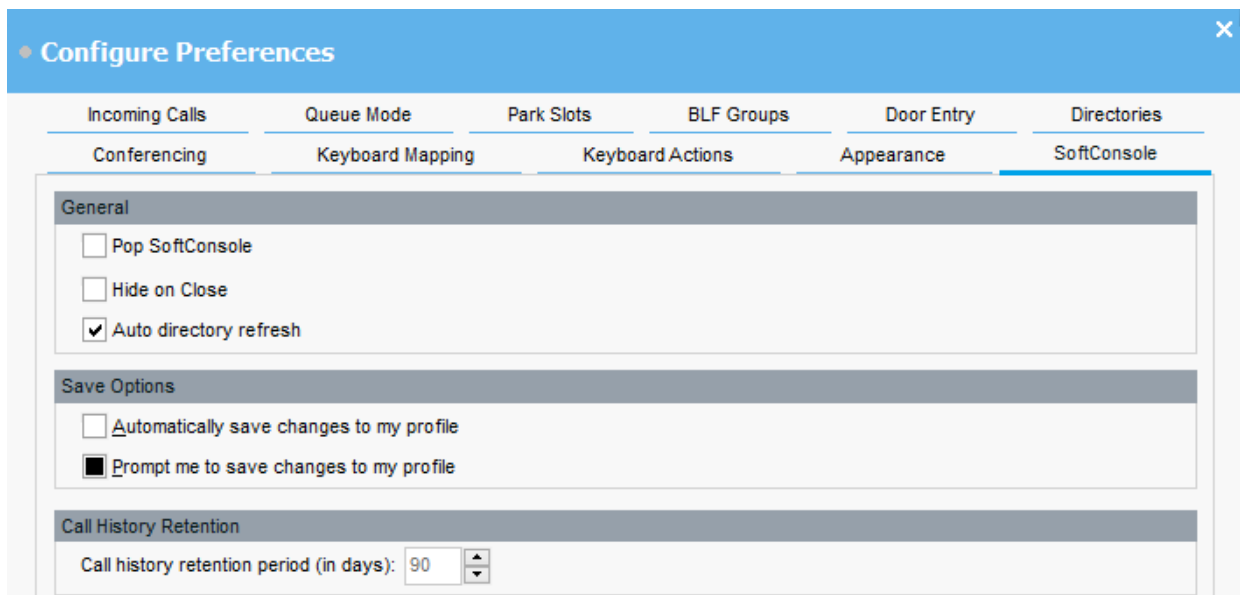 Configure Preferences
Incoming Calls Queue Mode Park Slots BLF Groups Door Entry Directories
Conferencing Keyboard Mapping Keyboard Actions Appearance SoftConsole
General
Pop SoftConsole
Hide on Close
Auto directory refresh
Save Options
Automatically save changes to my profile
Prompt me to save changes to my profile
Call History Retention
Call history retention period (in days): 90